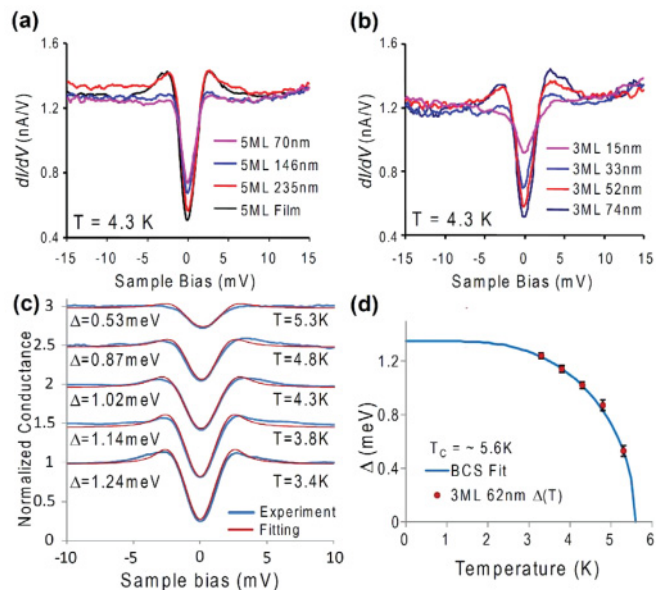 (a)
1.6
1.2
0.8
0.4
dI/dV (nA/V)
5ML 70nm
5ML 146nm
5ML 235nm
5ML Film
T = 4.3 K
-15 -10 -5 0 5 10 15
Sample Bias (mV)
(b)
1.6
1.2
0.8
0.4
dI/dV (nA/V)
3ML 15nm
3ML 33nm
3ML 52nm
3ML 74nm
T = 4.3 K
-15 -10 -5 0 5 10 15
Sample Bias (mV)
(c)
3
2.5
2
1.5
1
0.5
0
Normalized Conductance
Δ=0.53meV T=5.3K
Δ=0.87meV T=4.8K
Δ=1.02meV T=4.3K
Δ=1.14meV T=3.8K
Δ=1.24meV T=3.4K
Experiment
Fitting
-10 -5 0 5 10
Sample bias (mV)
(d)
1.2
0.8
0.4
0
Δ (meV)
TC = ~ 5.6K
BCS Fit
3ML 62nm Δ(T)
0 1 2 3 4 5 6
Temperature (K)